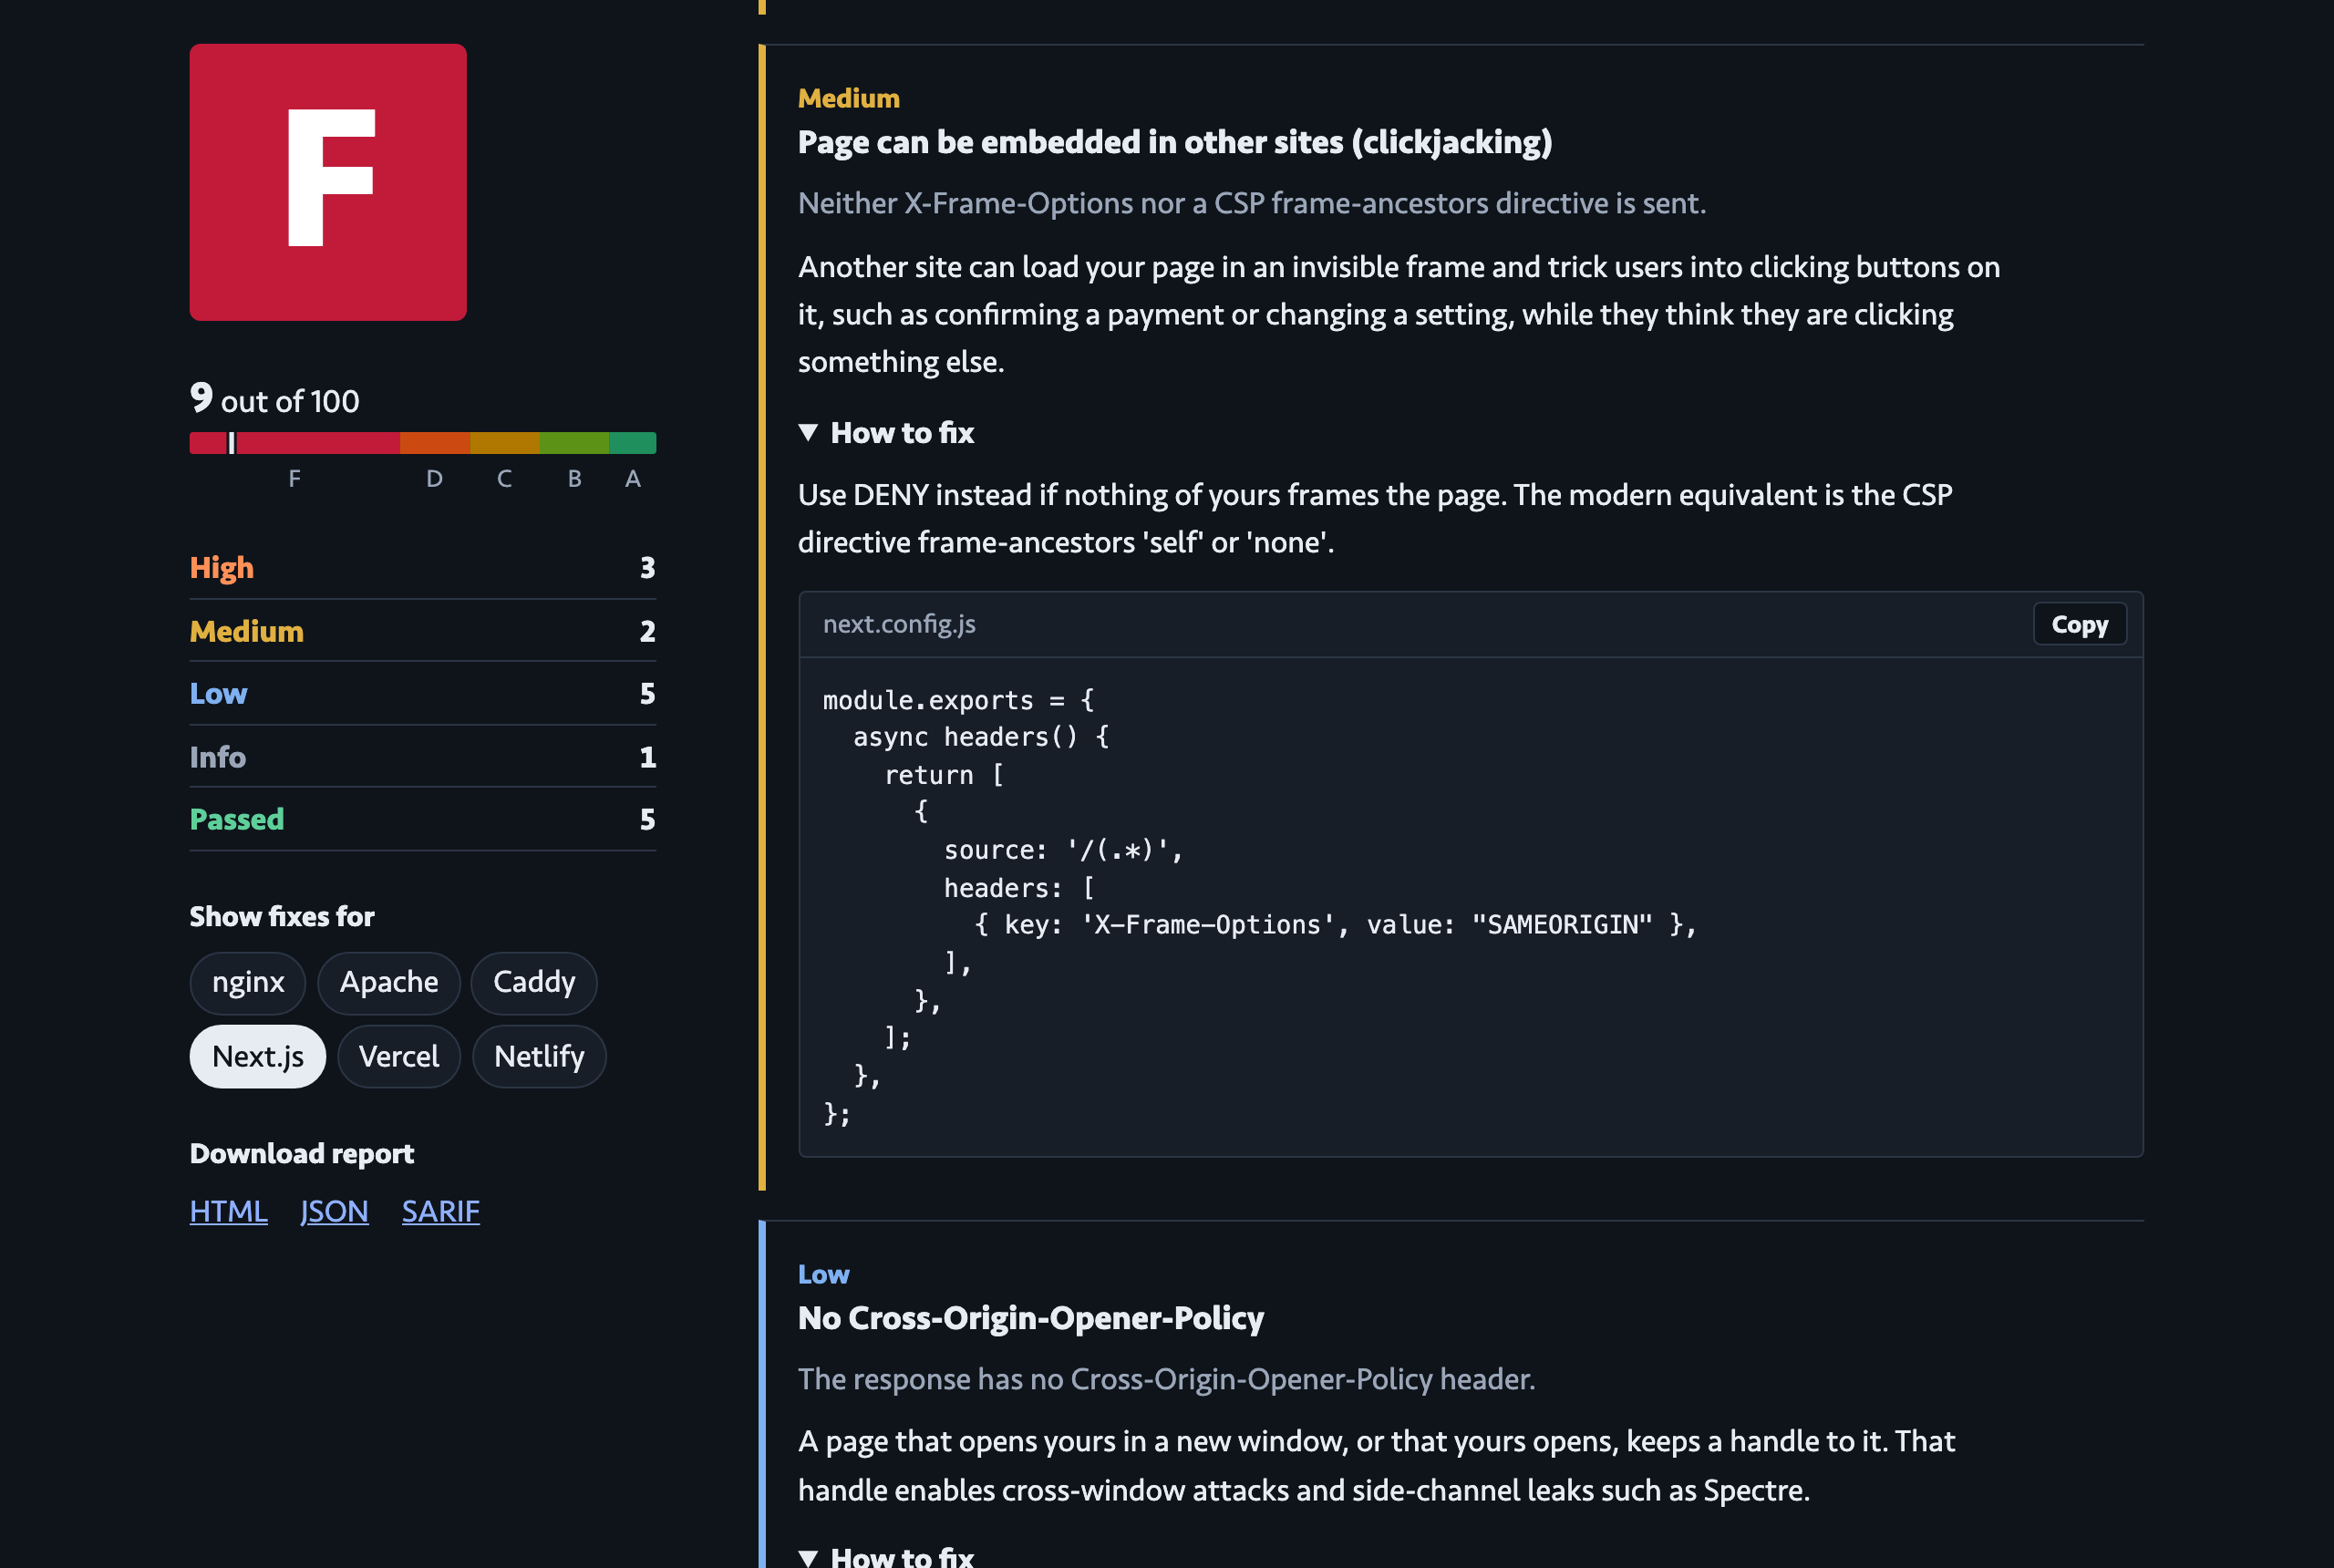 F
9 out of 100
F D C B A
High 3
Medium 2
Low 5
Info 1
Passed 5
Show fixes for
nginx Apache Caddy
Next.js Vercel Netlify
Download report
HTML JSON SARIF
Medium
Page can be embedded in other sites (clickjacking)
Neither X-Frame-Options nor a CSP frame-ancestors directive is sent.
Another site can load your page in an invisible frame and trick users into clicking buttons on
it, such as confirming a payment or changing a setting, while they think they are clicking
something else.
▼ How to fix
Use DENY instead if nothing of yours frames the page. The modern equivalent is the CSP
directive frame-ancestors 'self' or 'none'.
next.config.js Copy
module.exports = {
  async headers() {
    return [
      {
        source: '/(.*)',
        headers: [
          { key: 'X-Frame-Options', value: "SAMEORIGIN" },
        ],
      },
    ];
  },
};
Low
No Cross-Origin-Opener-Policy
The response has no Cross-Origin-Opener-Policy header.
A page that opens yours in a new window, or that yours opens, keeps a handle to it. That
handle enables cross-window attacks and side-channel leaks such as Spectre.
▼ How to fix